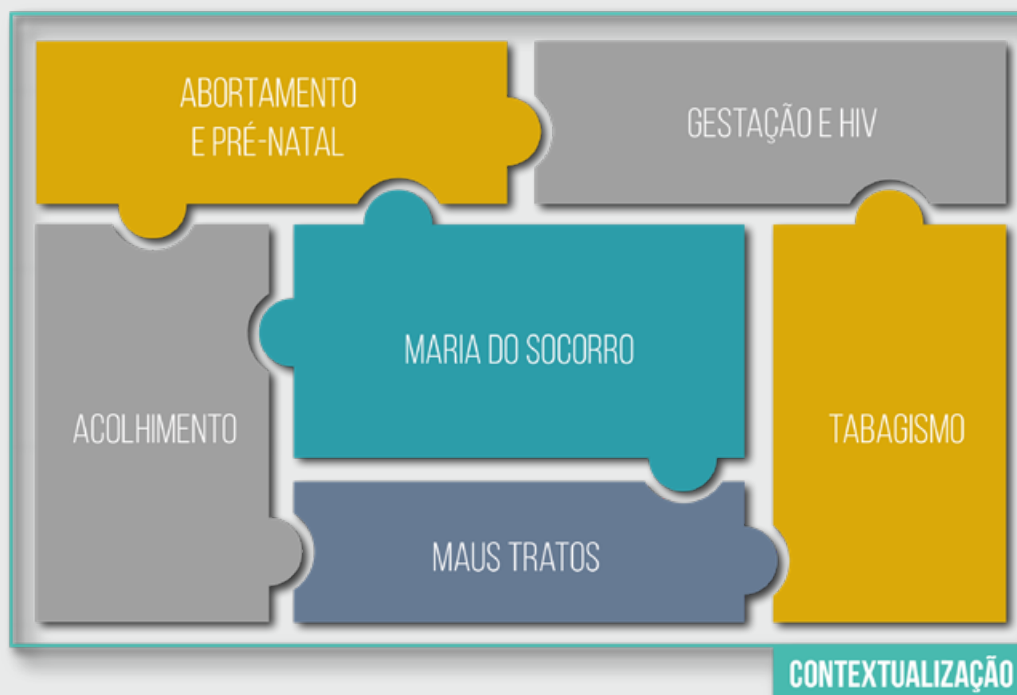 ABORTAMENTO
E PRÉ-NATAL
GESTAÇÃO E HIV
MARIA DO SOCORRO
ACOLHIMENTO
TABAGISMO
MAUS TRATOS
CONTEXTUALIZAÇÃO